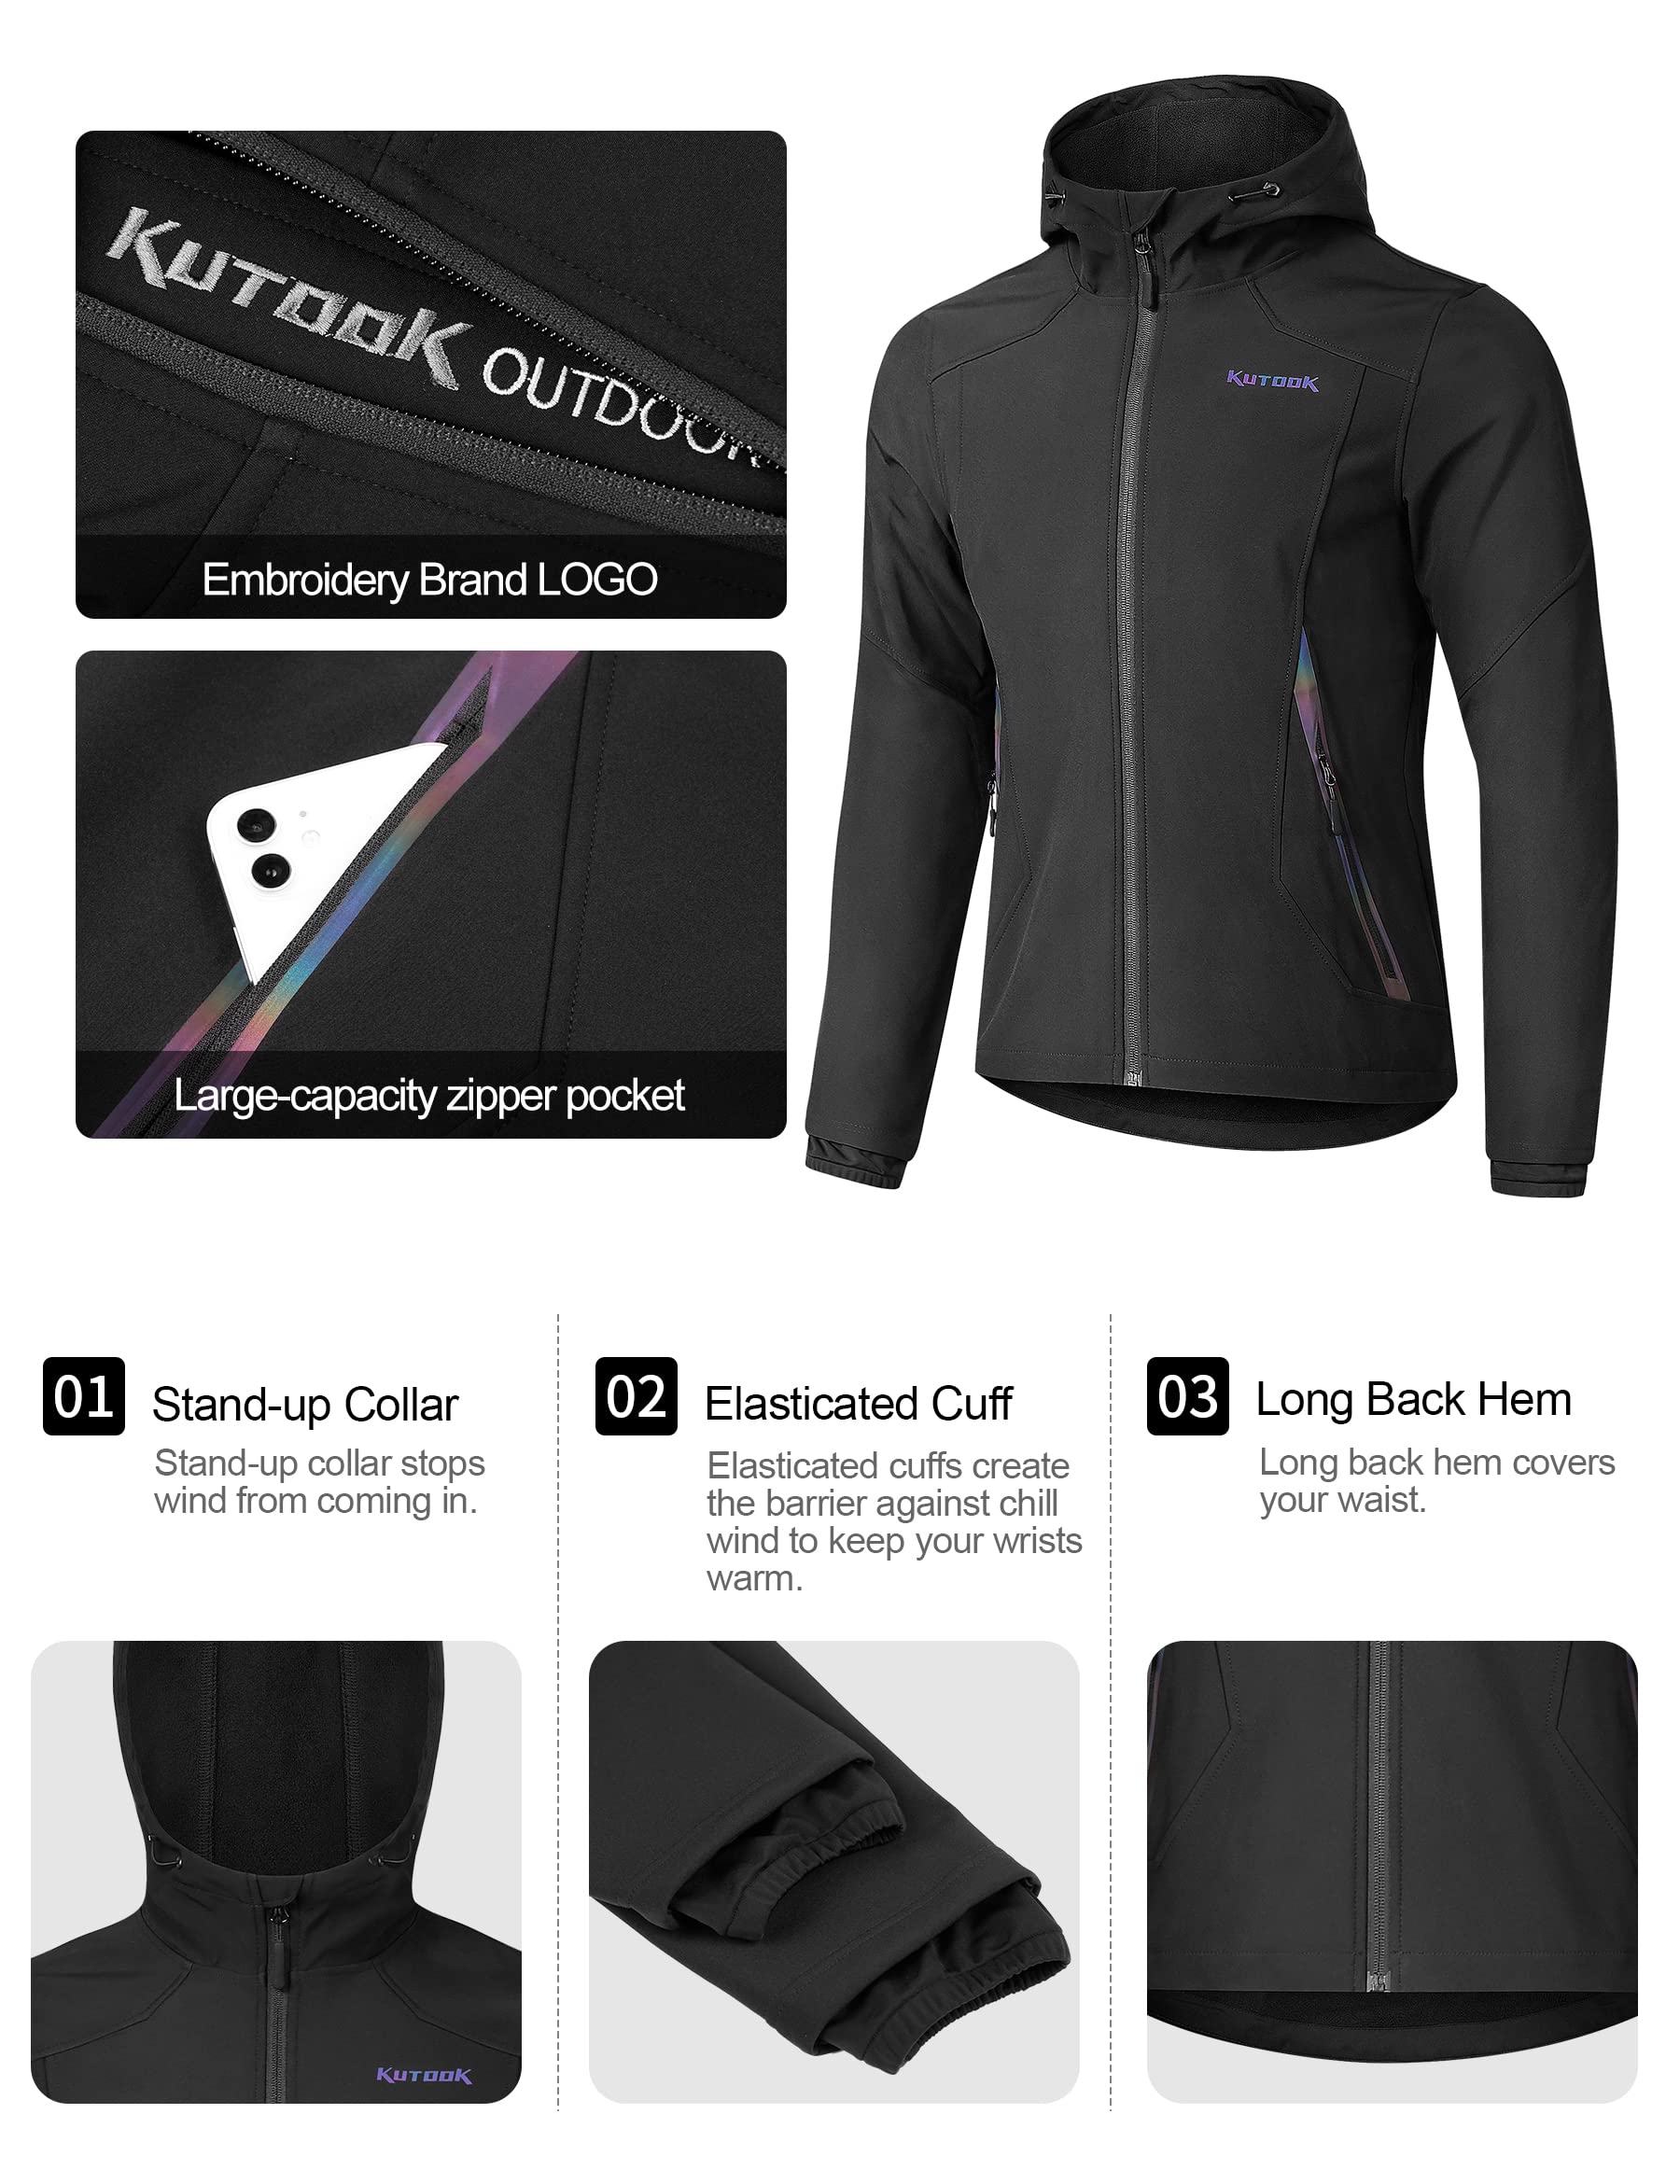 KUTOOK OUTDOOR
Embroidery Brand LOGO
KUTOOK
Large-capacity zipper pocket
01 Stand-up Collar
Stand-up collar stops
wind from coming in.
02 Elasticated Cuff
Elasticated cuffs create
the barrier against chill
wind to keep your wrists
warm.
03 Long Back Hem
Long back hem covers
your waist.
KUTOOK